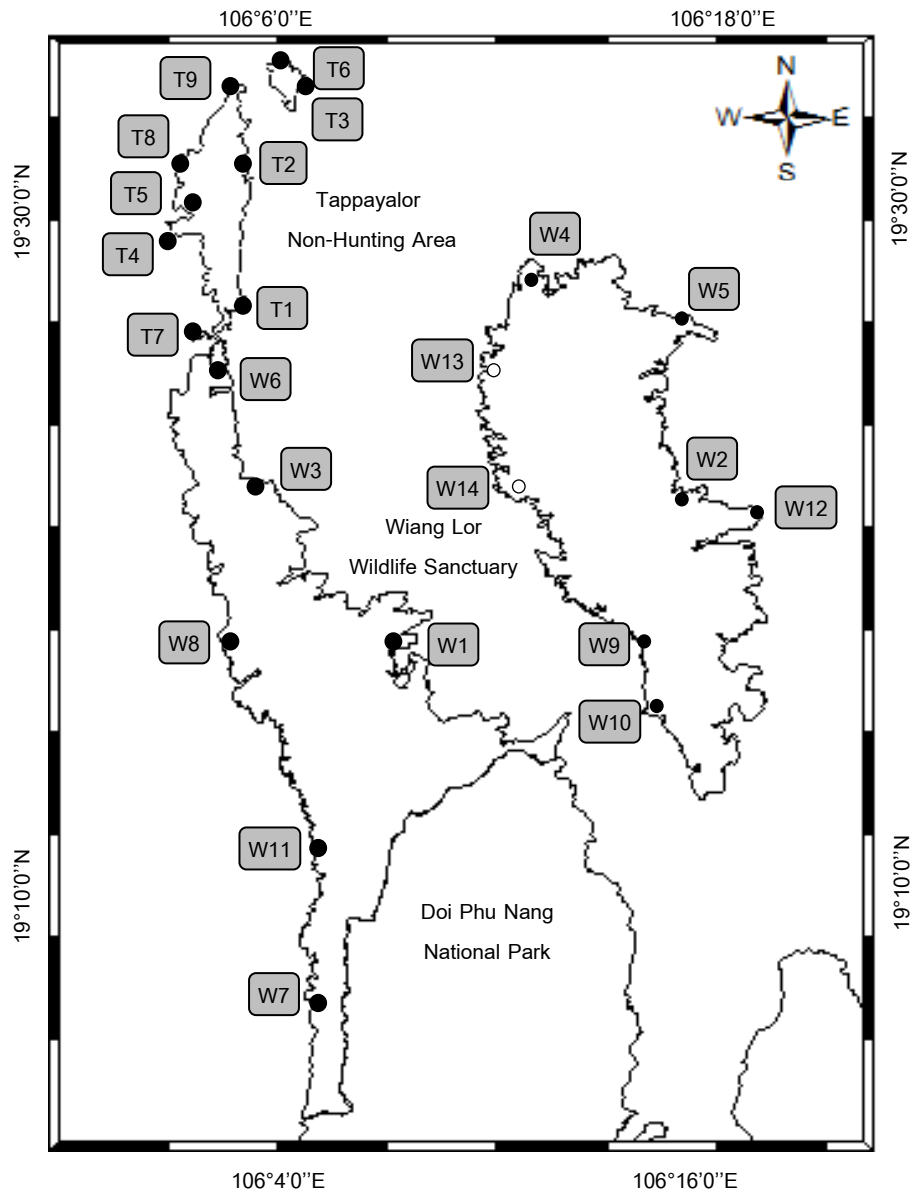 106°6'0''E
106°18'0''E
T9
T6
T3
N
W
E
S
T8
T2
T5
19°30'0''N
Tappayalor
Non-Hunting Area
19°30'0''N
T4
W4
T1
W5
T7
W13
W6
W3
W2
W14
W12
Wiang Lor
Wildlife Sanctuary
W8
W1
W9
W10
W11
19°10'0''N
19°10'0''N
Doi Phu Nang
National Park
W7
106°4'0''E
106°16'0''E